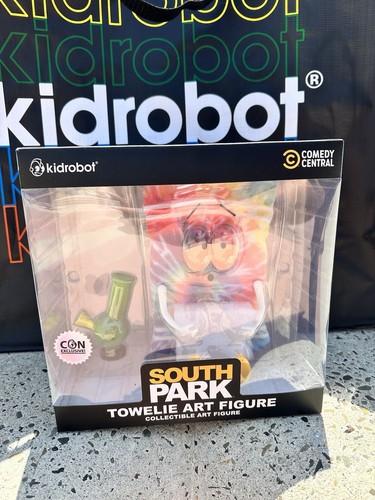 kidrobot
kidrobot
kidrobot®
kidrobot®
COMEDY
CENTRAL
CON
EXCLUSIVE!
SOUTH
PARK
TOWELIE ART FIGURE
COLLECTIBLE ART FIGURE